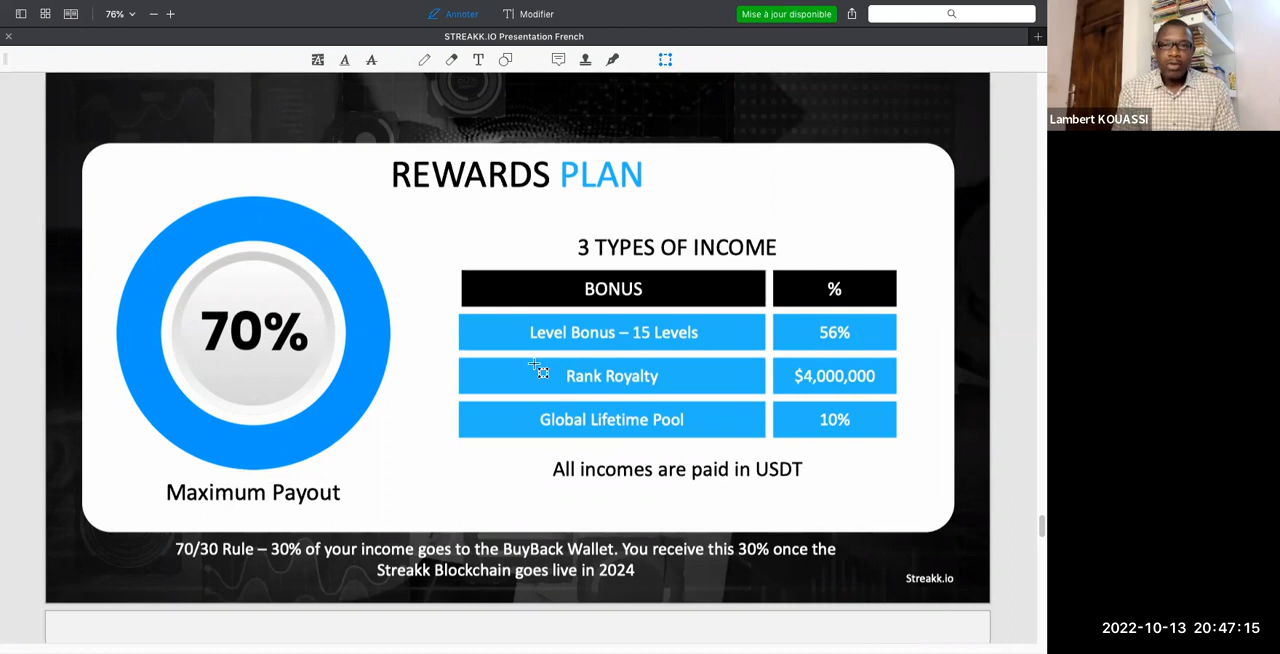 76%
Annoter
Modifier
Mise à jour disponible
STREAKK.IO Presentation French
Lambert KOUASSI
REWARDS PLAN
70%
Maximum Payout
3 TYPES OF INCOME
BONUS %
Level Bonus – 15 Levels 56%
Rank Royalty $4,000,000
Global Lifetime Pool 10%
All incomes are paid in USDT
70/30 Rule – 30% of your income goes to the BuyBack Wallet. You receive this 30% once the
Streakk Blockchain goes live in 2024
Streakk.io
2022-10-13 20:47:15